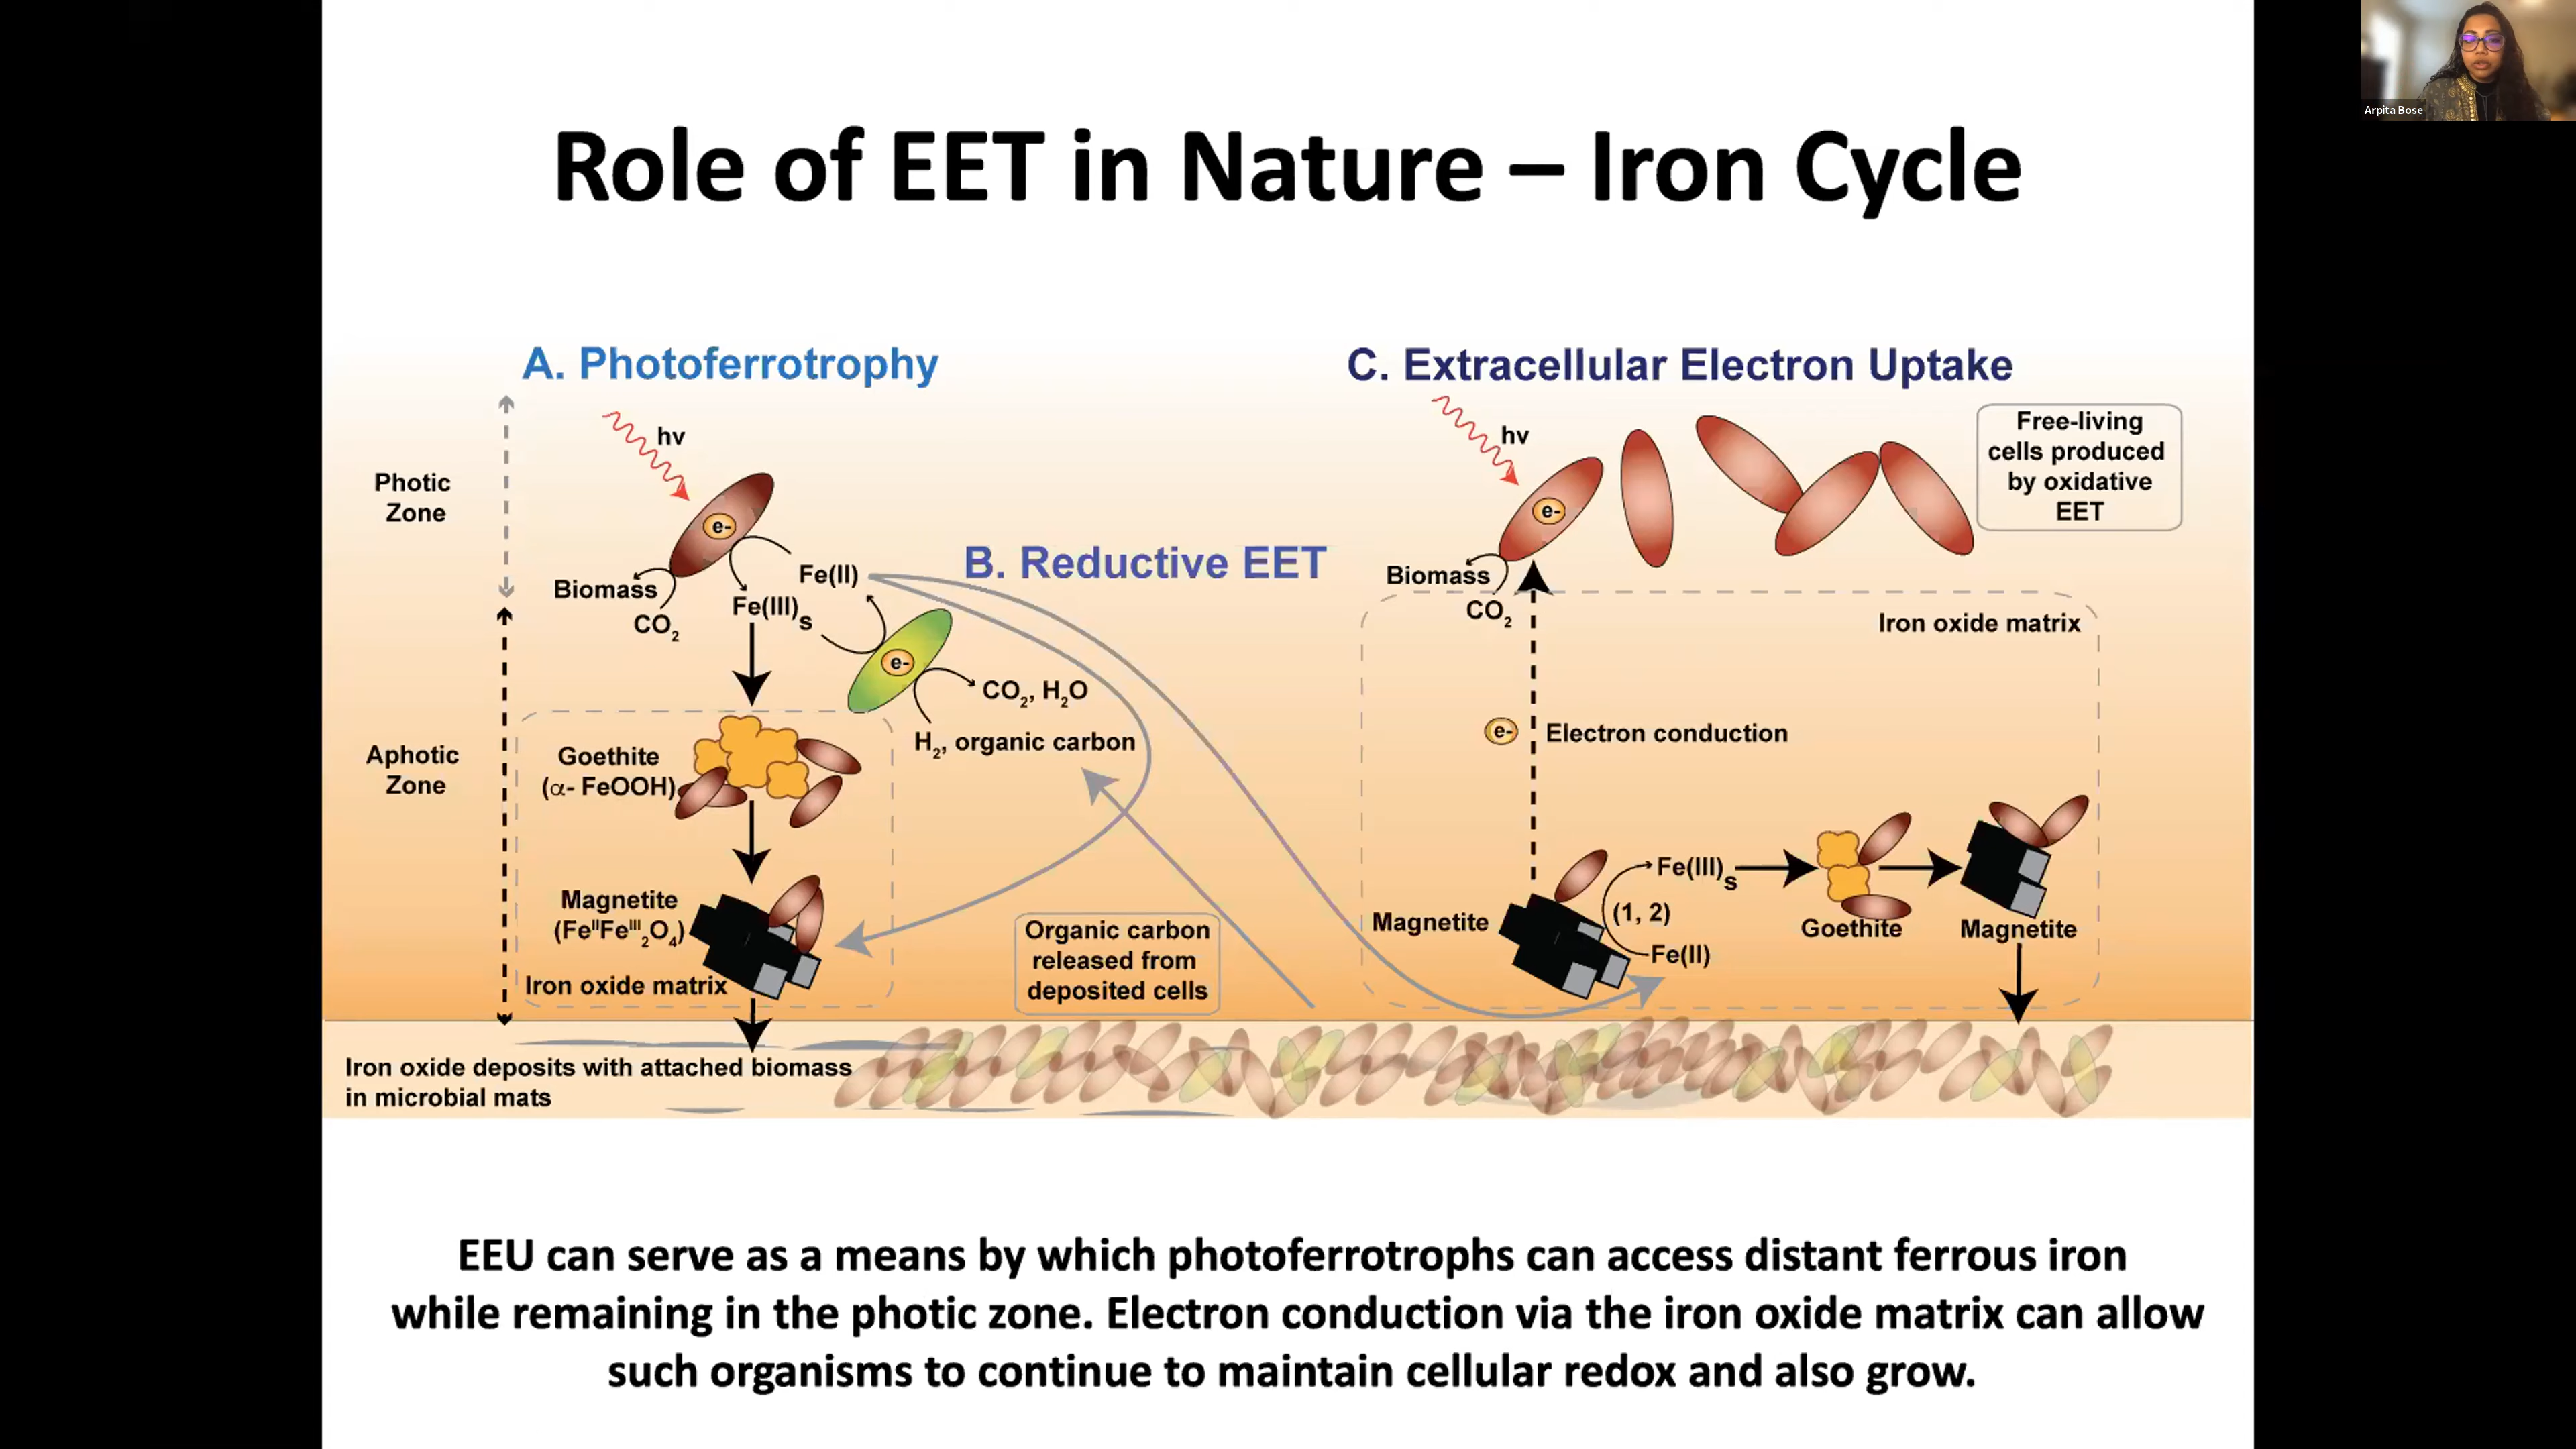 Arpita Bose
Role of EET in Nature – Iron Cycle
A. Photoferrotrophy
hv
Photic
Zone
e-
Biomass
CO₂
Fe(II)
Fe(III)ₛ
B. Reductive EET
e-
CO₂, H₂O
H₂, organic carbon
Aphotic
Zone
Goethite
(α- FeOOH)
Magnetite
(FeᴵᴵFeᴵᴵᴵ₂O₄)
Iron oxide matrix
Organic carbon
released from
deposited cells
Iron oxide deposits with attached biomass
in microbial mats
C. Extracellular Electron Uptake
hv
e-
Free-living
cells produced
by oxidative
EET
Biomass
CO₂
Iron oxide matrix
e-
Electron conduction
Magnetite
Fe(III)ₛ
(1, 2)
Fe(II)
Goethite
Magnetite
EEU can serve as a means by which photoferrotrophs can access distant ferrous iron
while remaining in the photic zone. Electron conduction via the iron oxide matrix can allow
such organisms to continue to maintain cellular redox and also grow.